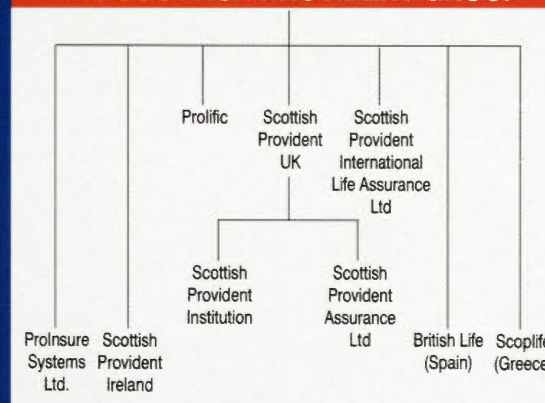 Prolific
Scottish
Provident
UK
Scottish
Provident
International
Life Assurance
Ltd
Scottish
Provident
Institution
Scottish
Provident
Assurance
Ltd
ProInsure
Systems
Ltd.
Scottish
Provident
Ireland
British Life
(Spain)
Scoplife
(Greece